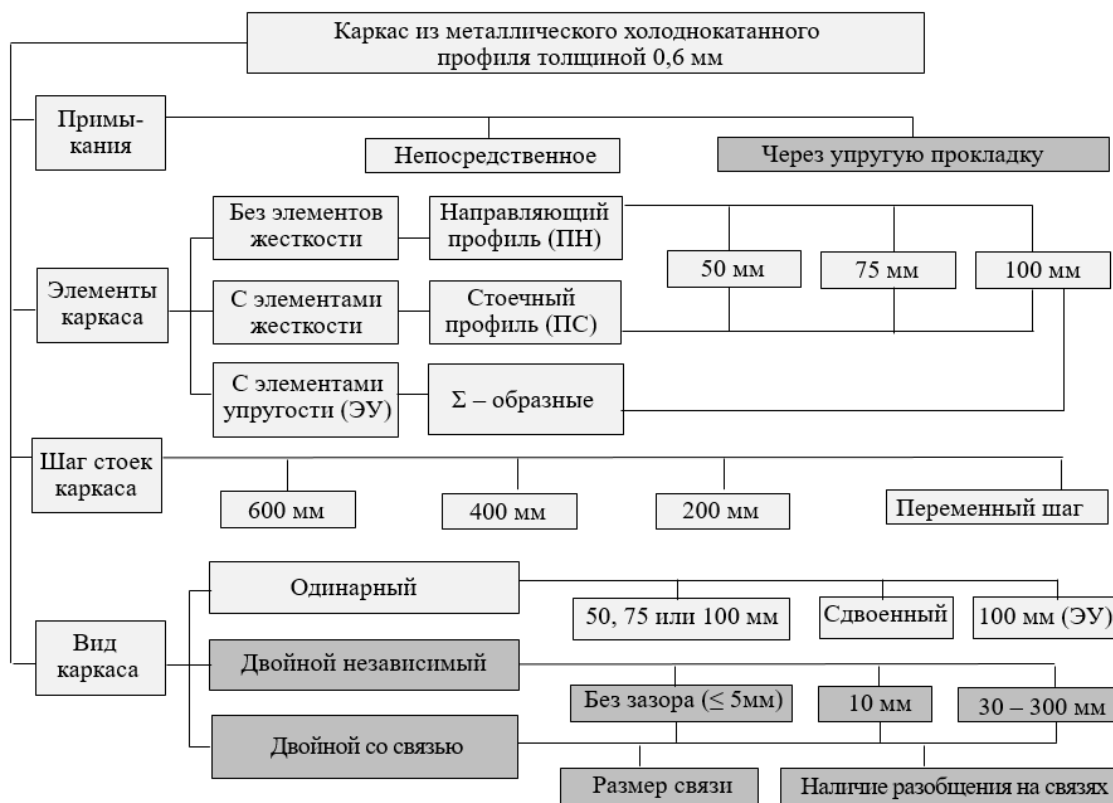 Каркас из металлического холоднокатанного
профиля толщиной 0,6 мм
Примы-
кания
Непосредственное
Через упругую прокладку
Элементы
каркаса
Без элементов
жесткости
Направляющий
профиль (ПН)
50 мм
75 мм
100 мм
С элементами
жесткости
Стоечный
профиль (ПС)
С элементами
упругости (ЭУ)
Σ – образные
Шаг стоек
каркаса
600 мм
400 мм
200 мм
Переменный шаг
Вид
каркаса
Одинарный
50, 75 или 100 мм
Сдвоенный
100 мм (ЭУ)
Двойной независимый
Без зазора (≤ 5мм)
10 мм
30 – 300 мм
Двойной со связью
Размер связи
Наличие разобщения на связях